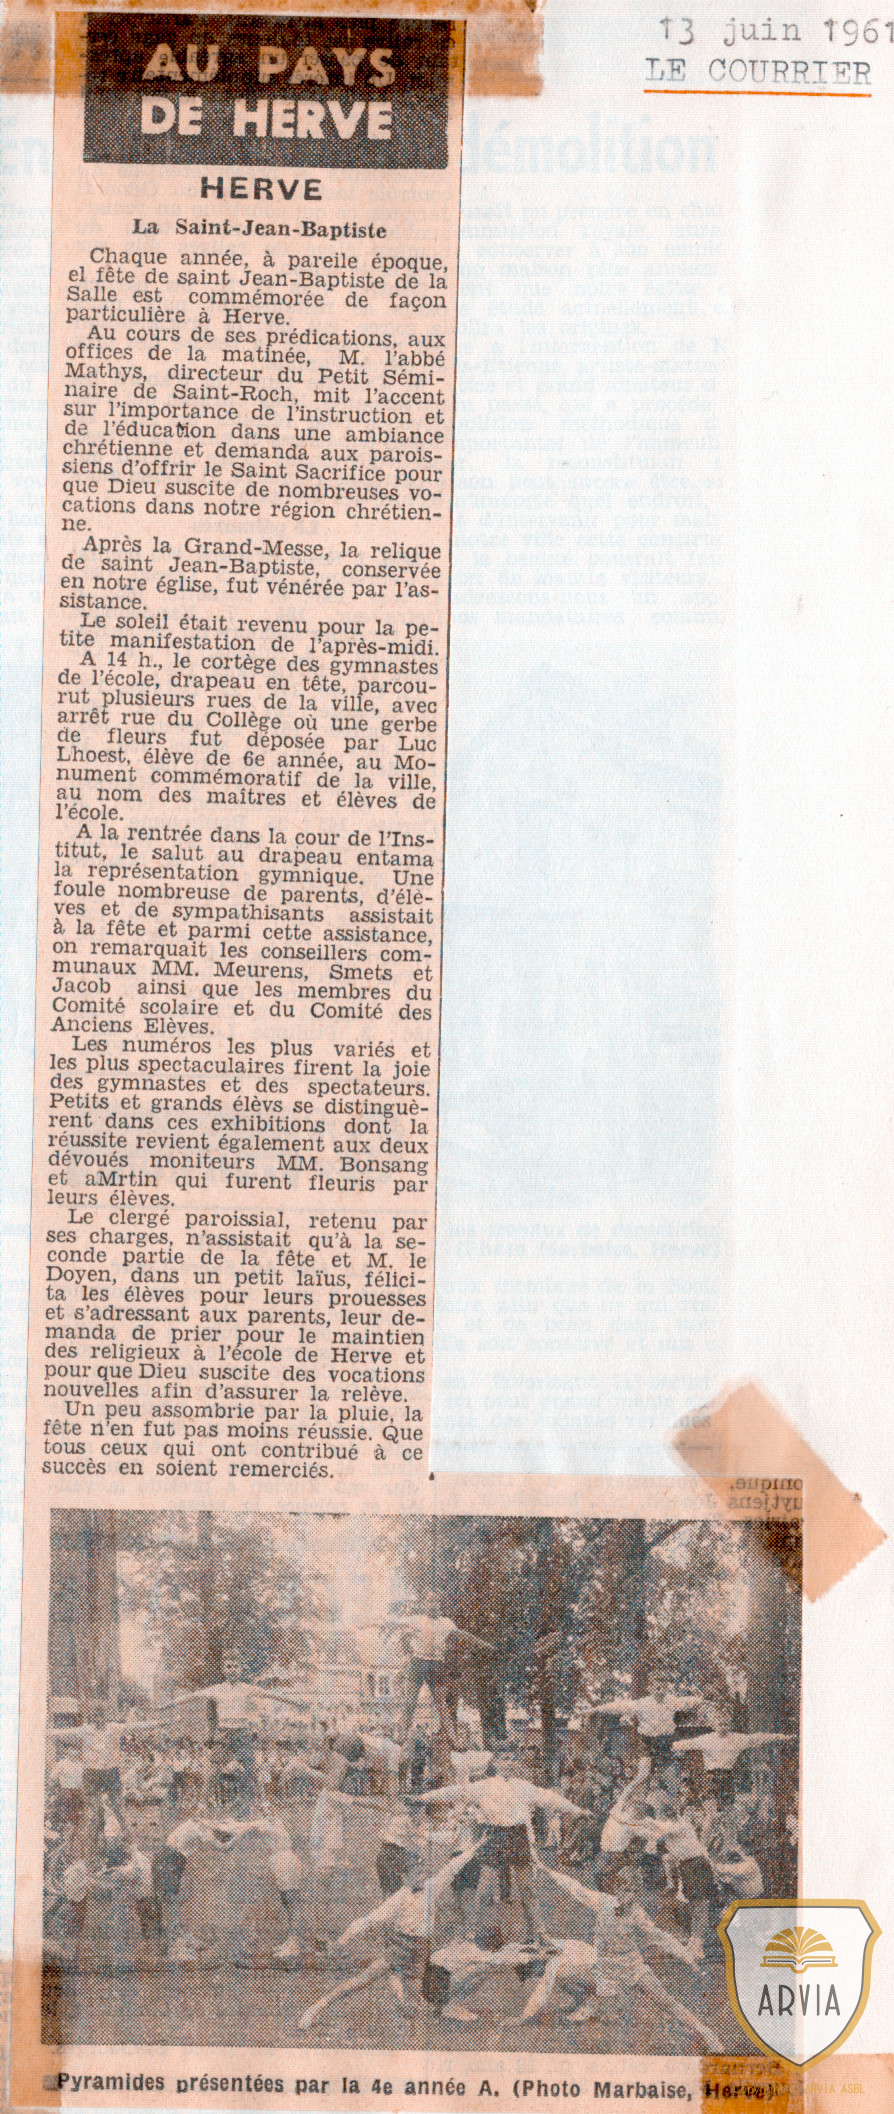 13 juin 1961
LE COURRIER
AU PAYS
DE HERVE
HERVE
La Saint-Jean-Baptiste
Chaque année, à pareile époque,
el fête de saint Jean-Baptiste de la
Salle est commémorée de façon
particulière à Herve.
Au cours de ses prédications, aux
offices de la matinée, M. l'abbé
Mathys, directeur du Petit Sémi-
naire de Saint-Roch, mit l'accent
sur l'importance de l'instruction et
de l'éducation dans une ambiance
chrétienne et demanda aux parois-
siens d'offrir le Saint Sacrifice pour
que Dieu suscite de nombreuses vo-
cations dans notre région chrétien-
ne.
Après la Grand-Messe, la relique
de saint Jean-Baptiste, conservée
en notre église, fut vénérée par l'as-
sistance.
Le soleil était revenu pour la pe-
tite manifestation de l'après-midi.
A 14 h., le cortège des gymnastes
de l'école, drapeau en tête, parcou-
rut plusieurs rues de la ville, avec
arrêt rue du Collège où une gerbe
de fleurs fut déposée par Luc
Lhoest, élève de 6e année, au Mo-
nument commémoratif de la ville,
au nom des maîtres et élèves de
l'école.
A la rentrée dans la cour de l'Ins-
titut, le salut au drapeau entama
la représentation gymnique. Une
foule nombreuse de parents, d'élè-
ves et de sympathisants assistait
à la fête et parmi cette assistance,
on remarquait les conseillers com-
munaux MM. Meurens, Smets et
Jacob ainsi que les membres du
Comité scolaire et du Comité des
Anciens Elèves.
Les numéros les plus variés et
les plus spectaculaires firent la joie
des gymnastes et des spectateurs.
Petits et grands élèvs se distinguè-
rent dans ces exhibitions dont la
réussite revient également aux deux
dévoués moniteurs MM. Bonsang
et aMrtin qui furent fleuris par
leurs élèves.
Le clergé paroissial, retenu par
ses charges, n'assistait qu'à la se-
conde partie de la fête et M. le
Doyen, dans un petit laïus, félici-
ta les élèves pour leurs prouesses
et s'adressant aux parents, leur de-
manda de prier pour le maintien
des religieux à l'école de Herve et
pour que Dieu suscite des vocations
nouvelles afin d'assurer la relève.
Un peu assombrie par la pluie, la
fête n'en fut pas moins réussie. Que
tous ceux qui ont contribué à ce
succès en soient remerciés.
ARVIA
Pyramides présentées par la 4e année A. (Photo Marbaise, Herve).
ARVIA ASBL